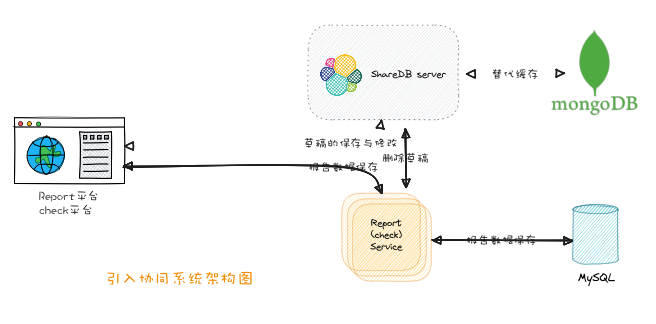 ShareDB server
替代缓存
mongoDB
草稿的保存与修改
删除草稿
报告数据保存
Report平台
check平台
Report
(check)
Service
报告数据保存
MySQL
引入协同系统架构图